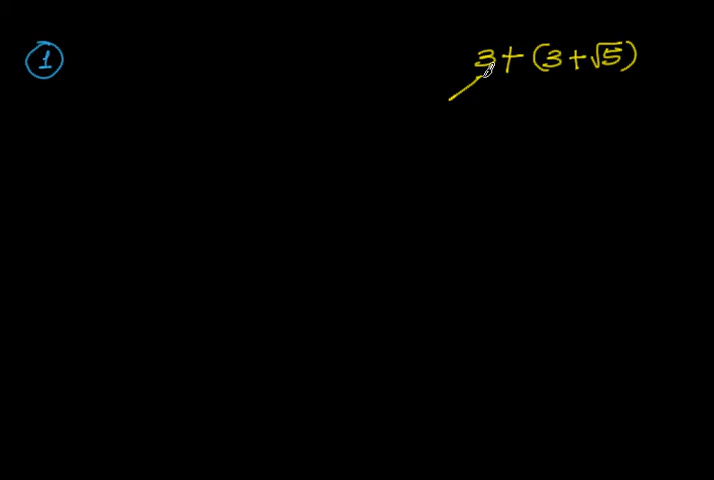 ① 3 + (3 + √5)